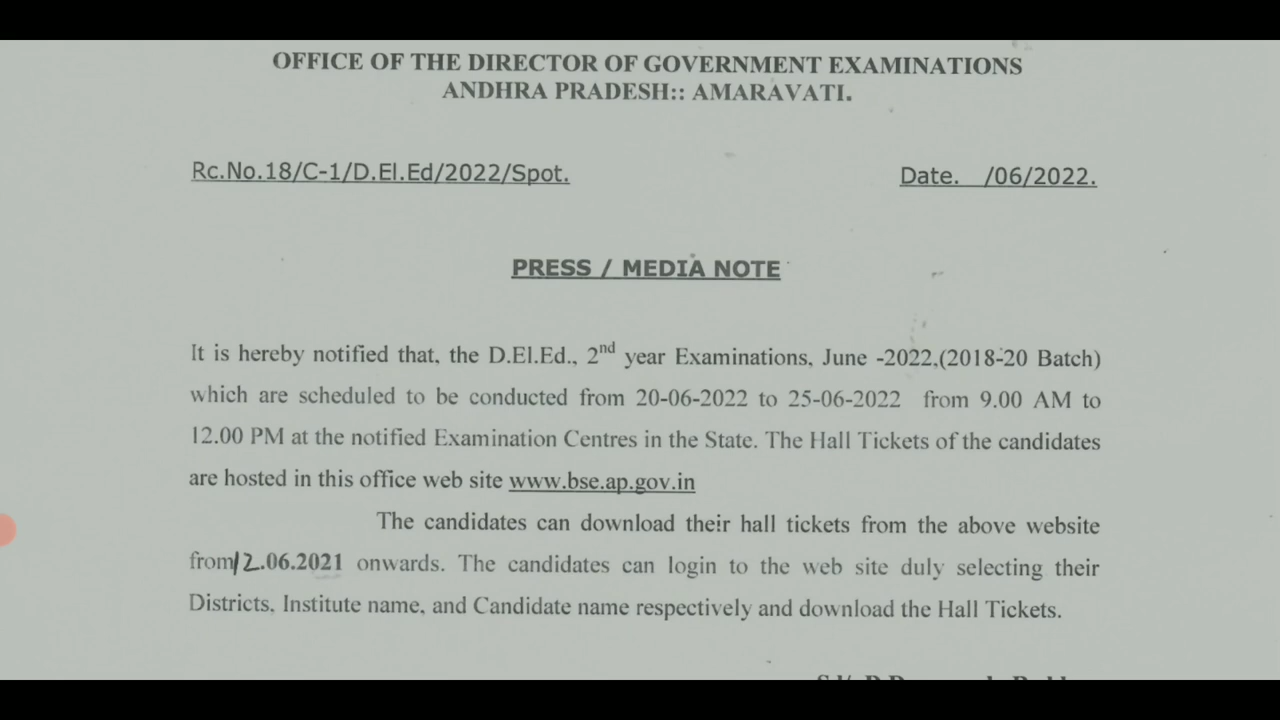 OFFICE OF THE DIRECTOR OF GOVERNMENT EXAMINATIONS
ANDHRA PRADESH:: AMARAVATI.
Rc.No.18/C-1/D.El.Ed/2022/Spot.
Date. /06/2022.
PRESS / MEDIA NOTE
It is hereby notified that, the D.El.Ed., 2nd year Examinations, June -2022,(2018-20 Batch)
which are scheduled to be conducted from 20-06-2022 to 25-06-2022 from 9.00 AM to
12.00 PM at the notified Examination Centres in the State. The Hall Tickets of the candidates
are hosted in this office web site www.bse.ap.gov.in
The candidates can download their hall tickets from the above website
from 12.06.2021 onwards. The candidates can login to the web site duly selecting their
Districts, Institute name, and Candidate name respectively and download the Hall Tickets.